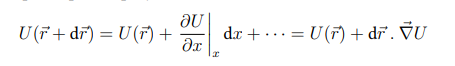 U(r⃗ + dr⃗) = U(r⃗) + ∂U/∂x|ₓ dx + ··· = U(r⃗) + dr⃗ . ∇⃗U